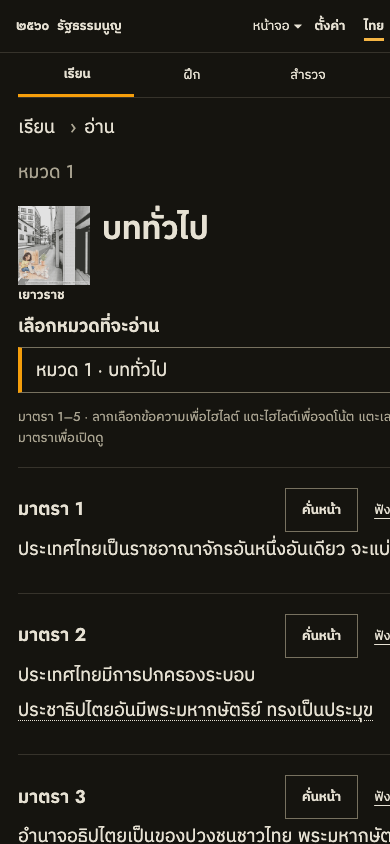 ๒๕๖๐ รัฐธรรมนูญ หน้าจอ ตั้งค่า ไทย
เรียน ฝึก สำรวจ
เรียน › อ่าน
หมวด 1
บททั่วไป
เยาวราช
เลือกหมวดที่จะอ่าน
หมวด 1 · บททั่วไป
มาตรา 1–5 · ลากเลือกข้อความเพื่อไฮไลต์ แตะไฮไลต์เพื่อจดโน้ต แตะเล
มาตราเพื่อเปิดดู
มาตรา 1 คั่นหน้า ฟัง
ประเทศไทยเป็นราชอาณาจักรอันหนึ่งอันเดียว จะแบ่
มาตรา 2 คั่นหน้า ฟัง
ประเทศไทยมีการปกครองระบอบ
ประชาธิปไตยอันมีพระมหากษัตริย์ ทรงเป็นประมุข
มาตรา 3 คั่นหน้า ฟัง
อำนาจอธิปไตยเป็นของปวงชนชาวไทย พระมหากษัต